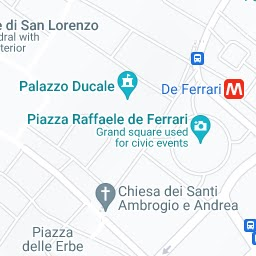 e di San Lorenzo
dral with
terior
Palazzo Ducale
De Ferrari M
Piazza Raffaele de Ferrari
Grand square used
for civic events
Chiesa dei Santi
Ambrogio e Andrea
Piazza
delle Erbe